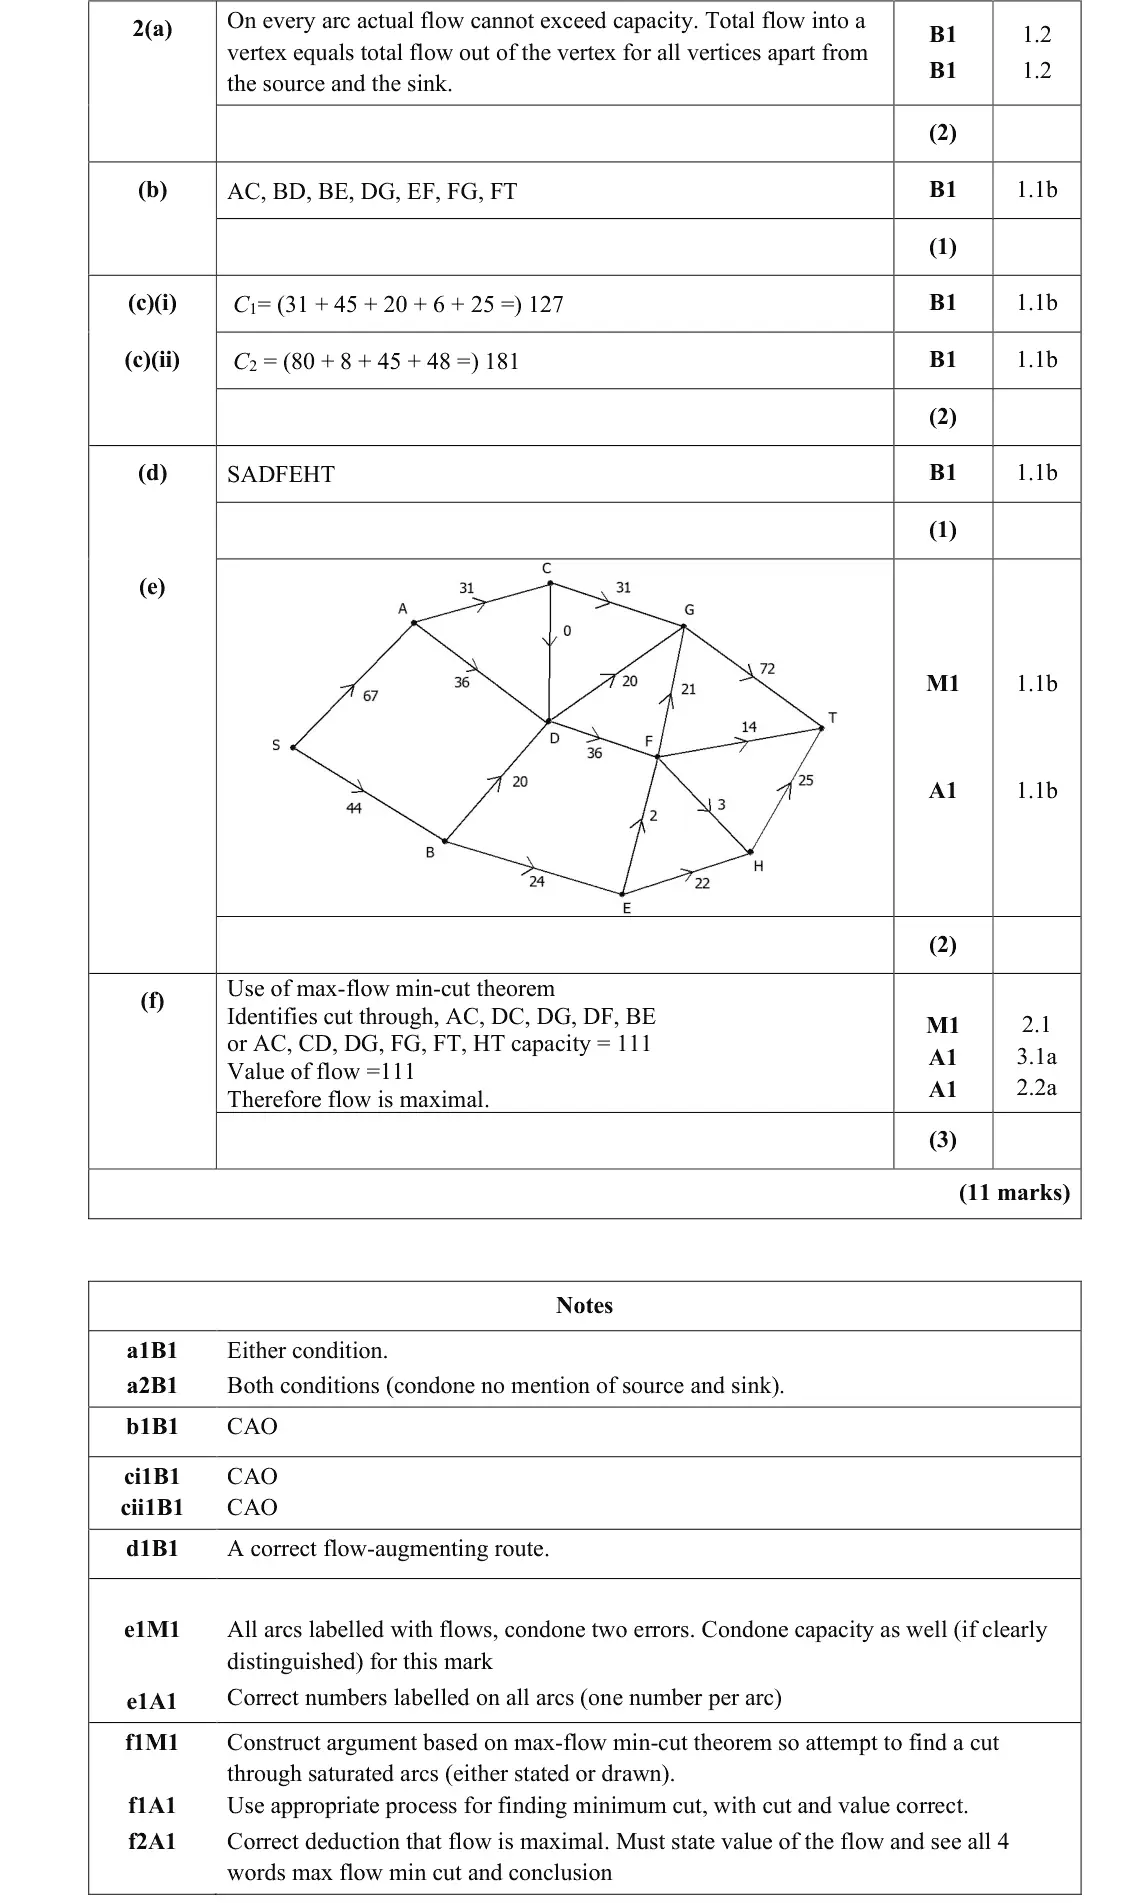 2(a) On every arc actual flow cannot exceed capacity. Total flow into a B1 1.2
vertex equals total flow out of the vertex for all vertices apart from B1 1.2
the source and the sink.
(2)
(b) AC, BD, BE, DG, EF, FG, FT B1 1.1b
(1)
(c)(i) C1= (31 + 45 + 20 + 6 + 25 =) 127 B1 1.1b
(c)(ii) C2 = (80 + 8 + 45 + 48 =) 181 B1 1.1b
(2)
(d) SADFEHT B1 1.1b
(1)
(e)
C
31 31
A G
0
36 20 21 72 M1 1.1b
67
S D 36 F 14 T
20 25 A1 1.1b
44 2 3
B 24 22 H
E
(2)
(f) Use of max-flow min-cut theorem
Identifies cut through, AC, DC, DG, DF, BE M1 2.1
or AC, CD, DG, FG, FT, HT capacity = 111 A1 3.1a
Value of flow =111 A1 2.2a
Therefore flow is maximal.
(3)
(11 marks)
Notes
a1B1 Either condition.
a2B1 Both conditions (condone no mention of source and sink).
b1B1 CAO
ci1B1 CAO
cii1B1 CAO
d1B1 A correct flow-augmenting route.
e1M1 All arcs labelled with flows, condone two errors. Condone capacity as well (if clearly
distinguished) for this mark
e1A1 Correct numbers labelled on all arcs (one number per arc)
f1M1 Construct argument based on max-flow min-cut theorem so attempt to find a cut
through saturated arcs (either stated or drawn).
f1A1 Use appropriate process for finding minimum cut, with cut and value correct.
f2A1 Correct deduction that flow is maximal. Must state value of the flow and see all 4
words max flow min cut and conclusion